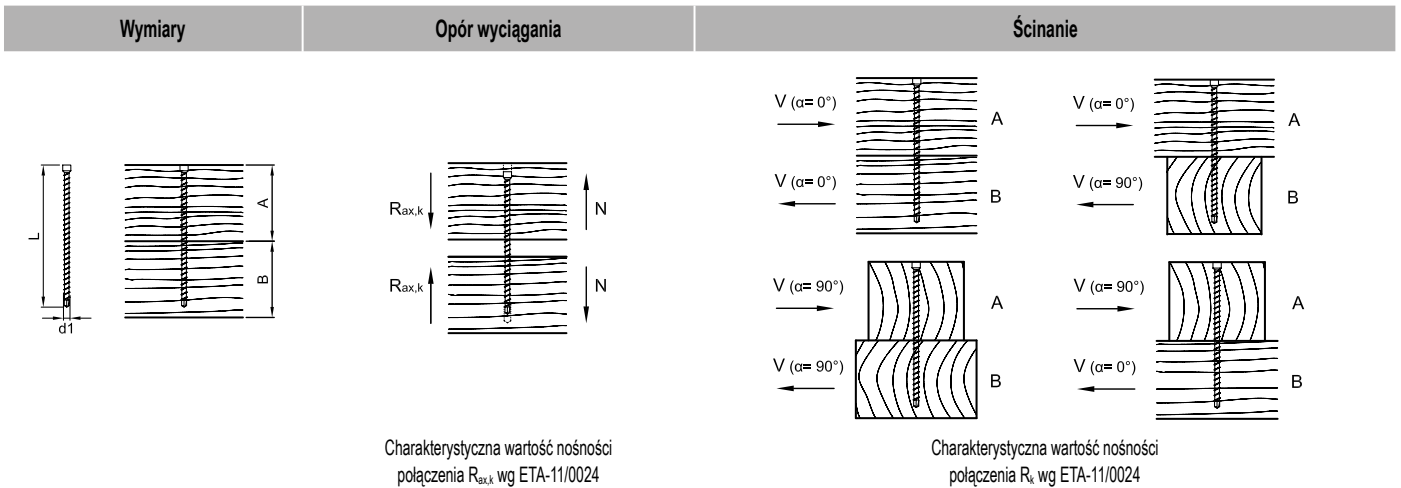 Wymiary
Opór wyciągania
Ścinanie
L
d1
A
B
Rax,k
N
Rax,k
N
V (α= 0°)
A
V (α= 0°)
B
V (α= 0°)
A
V (α= 90°)
B
V (α= 90°)
A
V (α= 90°)
B
V (α= 90°)
A
V (α= 0°)
B
Charakterystyczna wartość nośności
połączenia Rax,k wg ETA-11/0024
Charakterystyczna wartość nośności
połączenia Rk wg ETA-11/0024